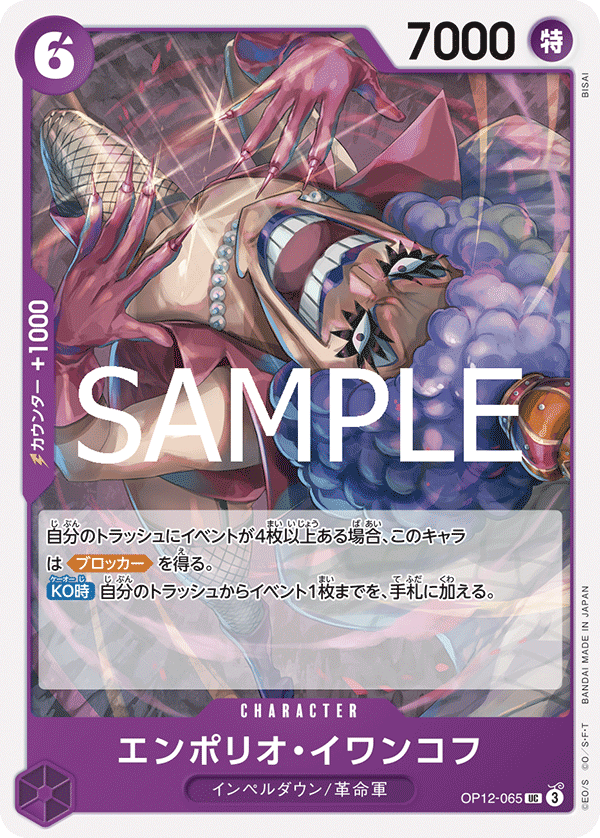 6
7000
特
BISAI
カウンター +1000
SAMPLE
自分のトラッシュにイベントが4枚以上ある場合、このキャラ
は ブロッカー を得る。
KO時 自分のトラッシュからイベント1枚までを、手札に加える。
CHARACTER
エンポリオ・イワンコフ
インペルダウン/革命軍
OP12-065 UC 3
©E.O/S ©O/S・F・T BANDAI MADE IN JAPAN